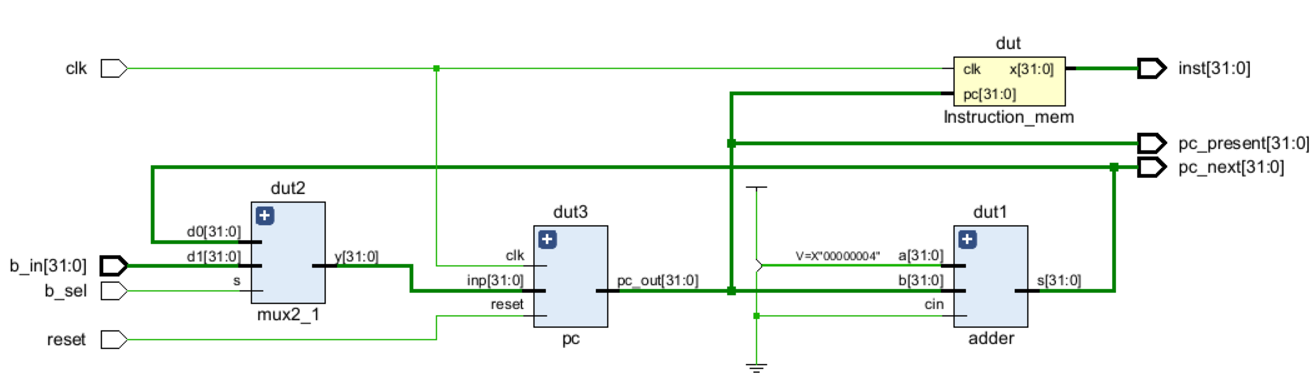 dut
clk
clk
x[31:0]
inst[31:0]
pc[31:0]
Instruction_mem
pc_present[31:0]
pc_next[31:0]
dut2
dut3
dut1
d0[31:0]
b_in[31:0]
d1[31:0]
y[31:0]
clk
V=X"00000004"
a[31:0]
b_sel
s
inp[31:0]
pc_out[31:0]
b[31:0]
s[31:0]
mux2_1
reset
cin
reset
pc
adder